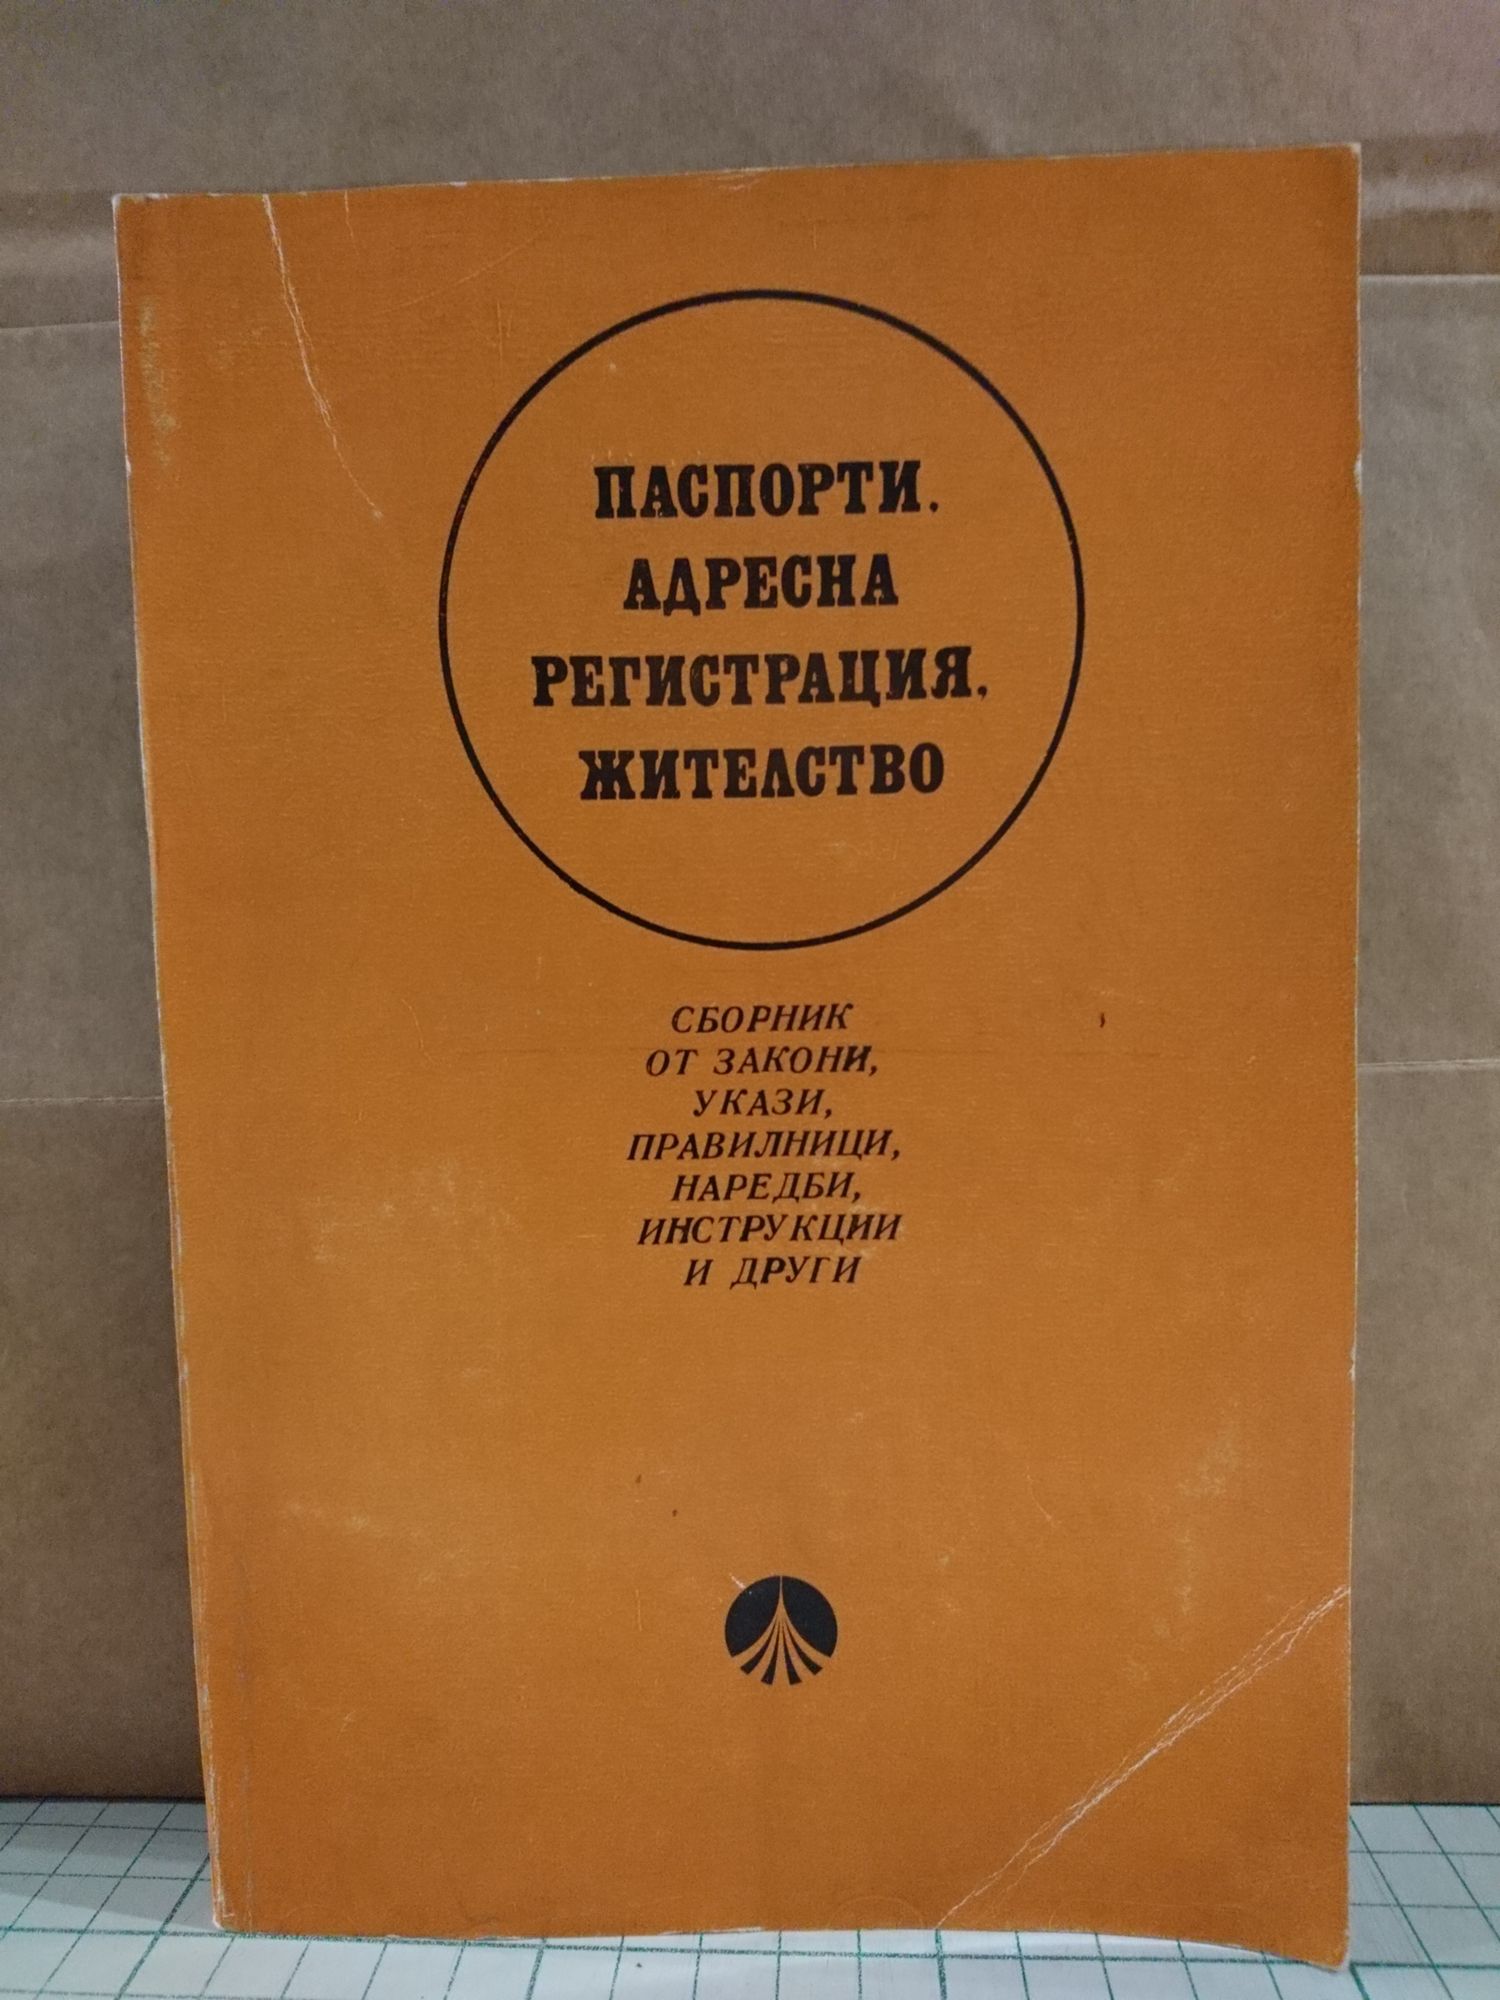 ПАСПОРТИ.
АДРЕСНА
РЕГИСТРАЦИЯ.
ЖИТЕЛСТВО
СБОРНИК
ОТ ЗАКОНИ,
УКАЗИ,
ПРАВИЛНИЦИ,
НАРЕДБИ,
ИНСТРУКЦИИ
И ДРУГИ